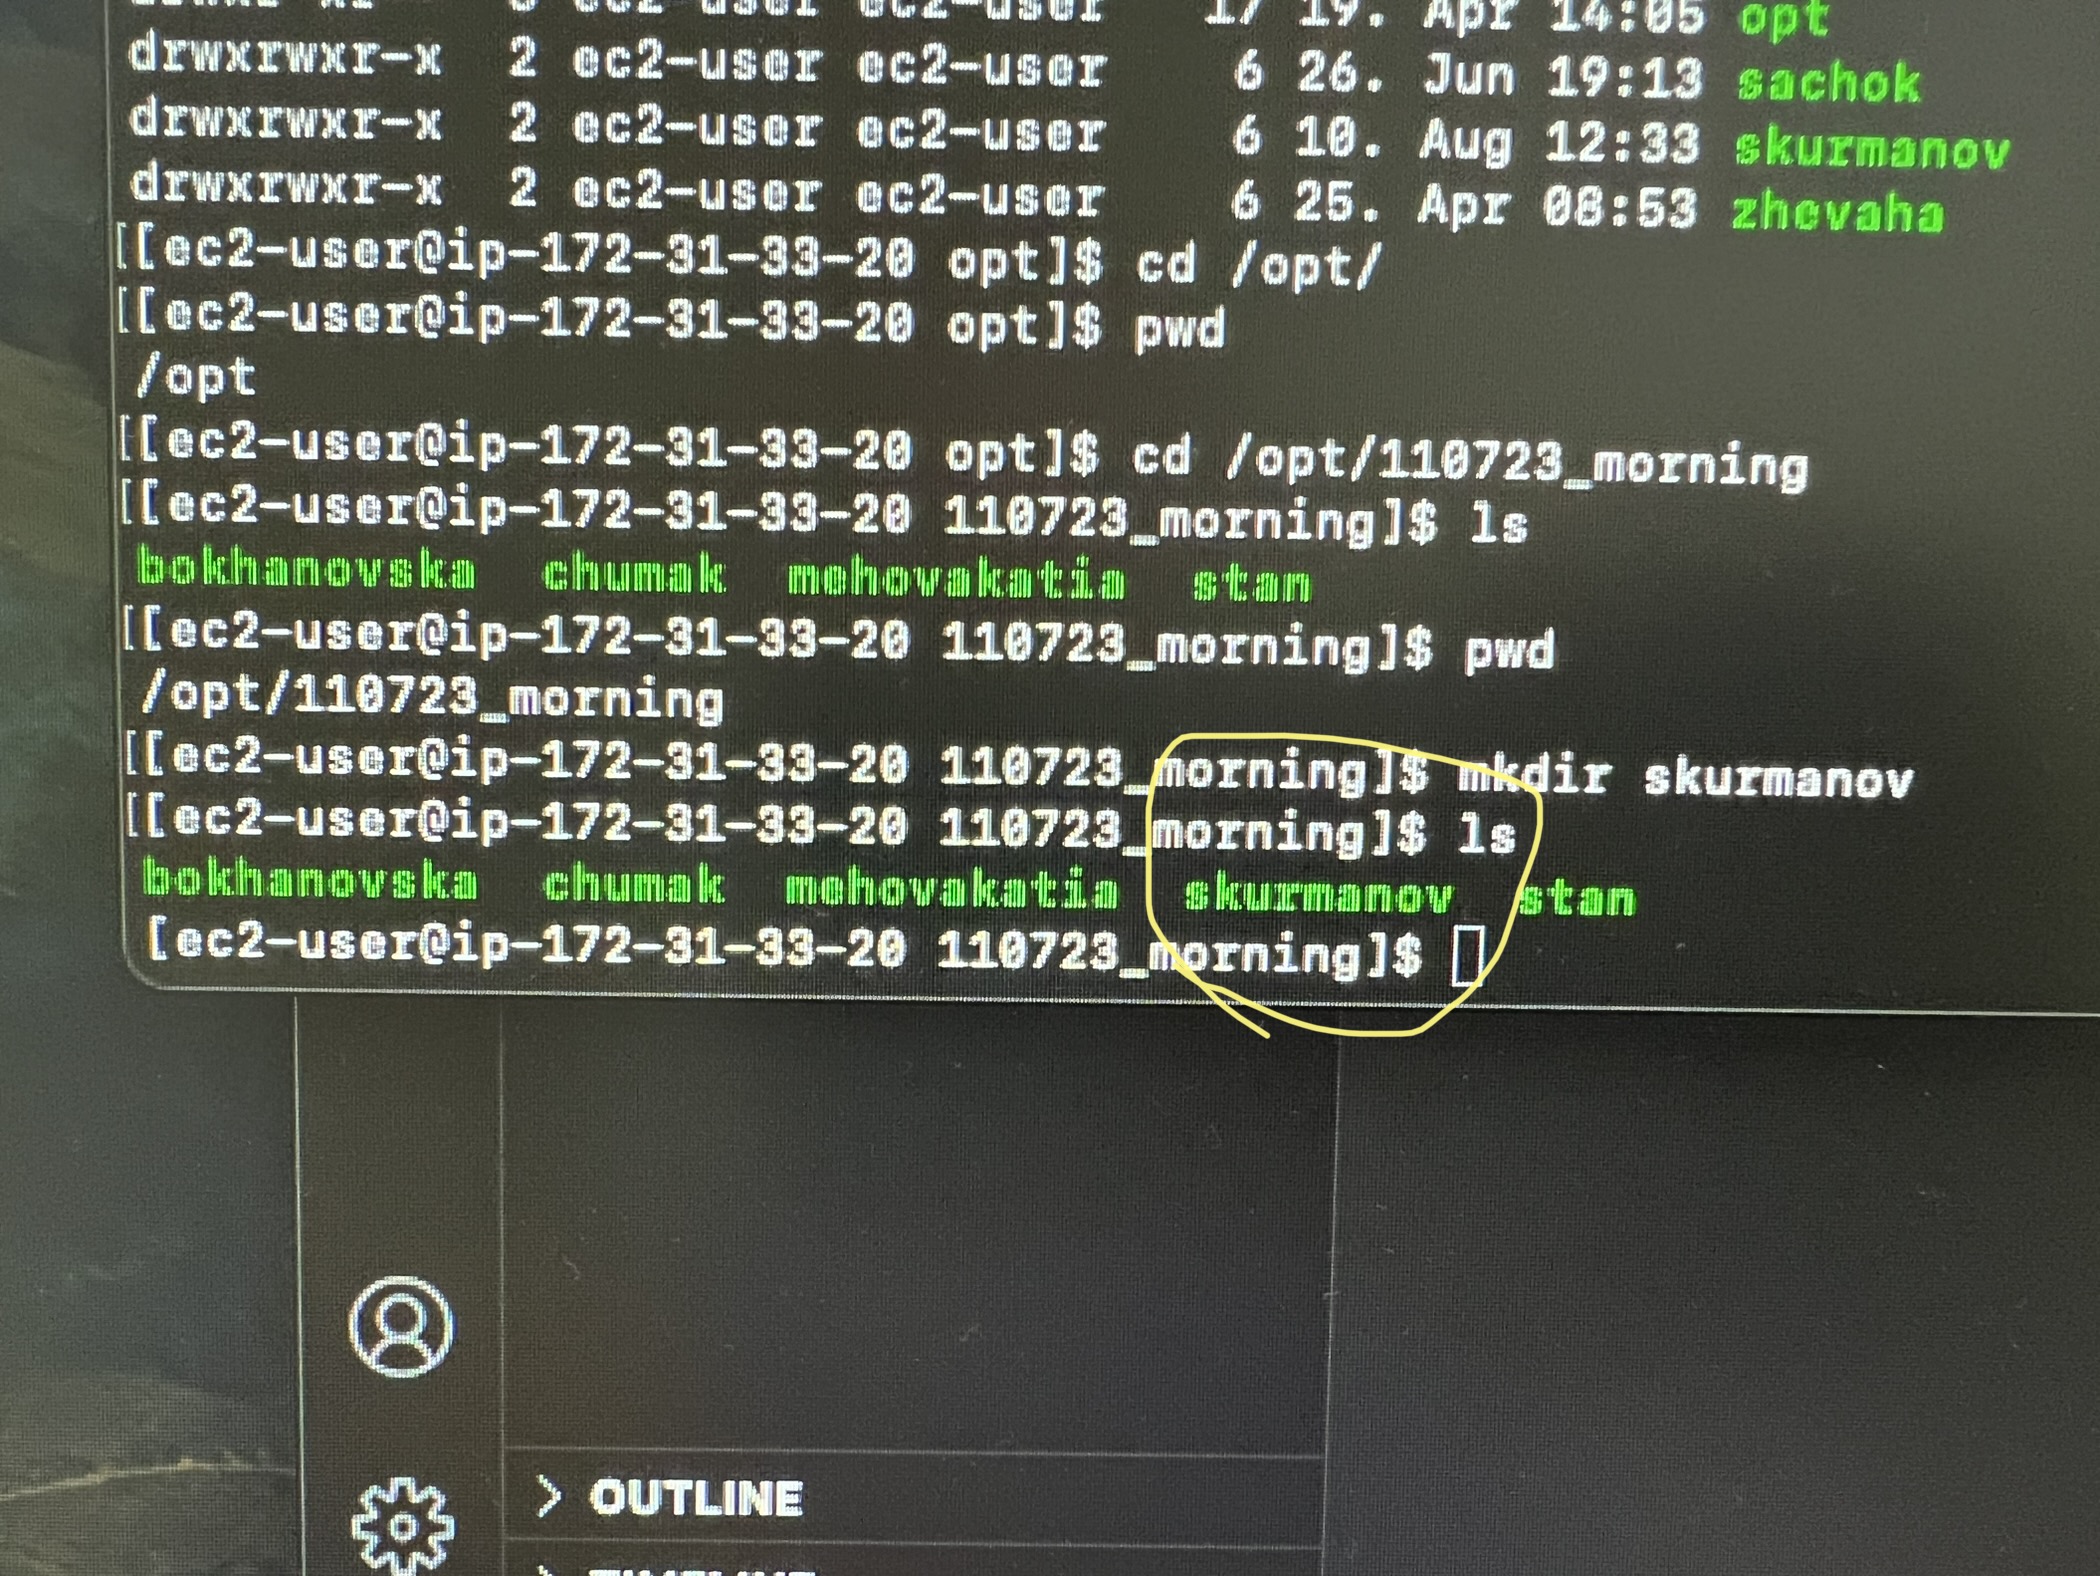 ec2-user ec2-user 17 19. Apr 14:05 opt
drwxrwxr-x 2 ec2-user ec2-user 6 26. Jun 19:13 sachok
drwxrwxr-x 2 ec2-user ec2-user 6 10. Aug 12:33 skurmanov
drwxrwxr-x 2 ec2-user ec2-user 6 25. Apr 08:53 zhevaha
[[ec2-user@ip-172-31-33-20 opt]$ cd /opt/
[[ec2-user@ip-172-31-33-20 opt]$ pwd
/opt
[[ec2-user@ip-172-31-33-20 opt]$ cd /opt/110723_morning
[[ec2-user@ip-172-31-33-20 110723_morning]$ ls
bokhanovska chumak mehovakatia stan
[[ec2-user@ip-172-31-33-20 110723_morning]$ pwd
/opt/110723_morning
[[ec2-user@ip-172-31-33-20 110723_morning]$ mkdir skurmanov
[[ec2-user@ip-172-31-33-20 110723_morning]$ ls
bokhanovska chumak mehovakatia skurmanov stan
[ec2-user@ip-172-31-33-20 110723_morning]$
OUTLINE